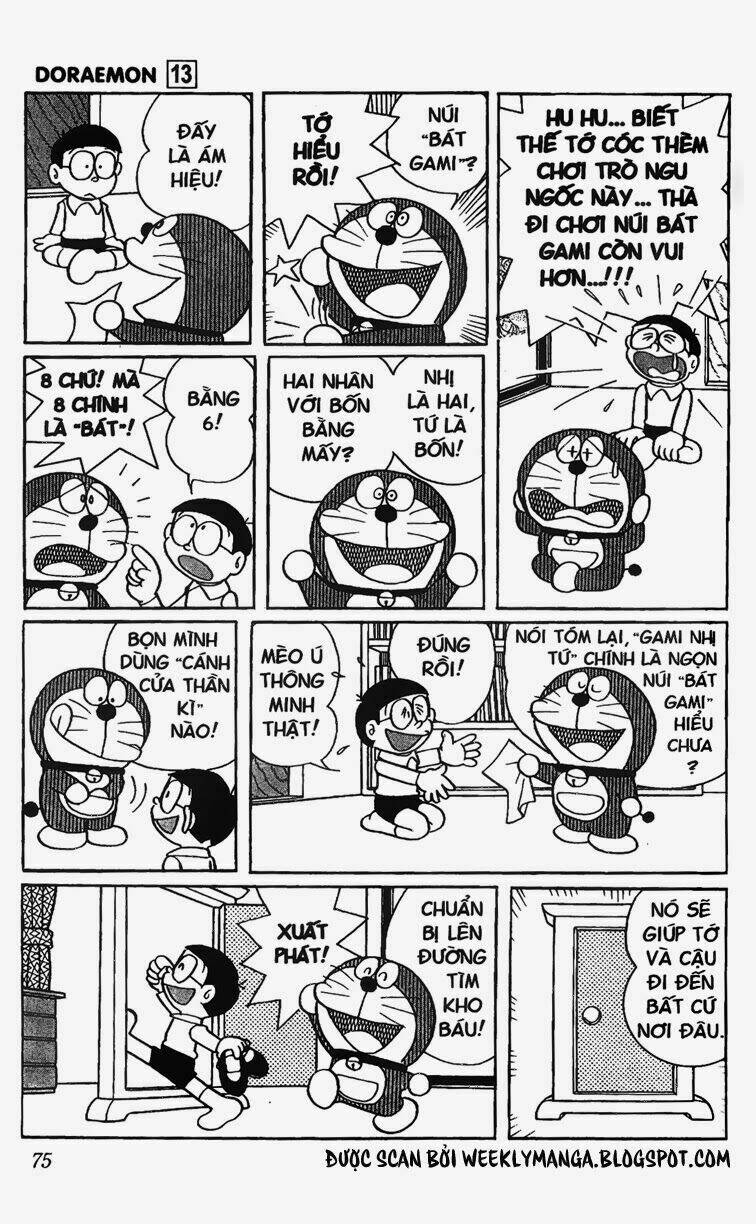 DORAEMON 13
HU HU... BIẾT
THẾ TỚ CÓC THÈM
CHƠI TRÒ NGU
NGỐC NÀY... THÀ
ĐI CHƠI NÚI BÁT
GAMI CÒN VUI
HƠN...!!!
NÚI
"BÁT
GAMI"?
TỚ
HIỂU
RỒI!
ĐẤY
LÀ ÁM
HIỆU!
NHỊ
LÀ HAI,
TỨ LÀ
BỐN!
HAI NHÂN
VỚI BỐN
BẰNG
MẤY?
BẰNG
6!
8 CHỨ! MÀ
8 CHÍNH
LÀ "BÁT"!
NÓI TÓM LẠI, "GAMI NHỊ
TỨ" CHÍNH LÀ NGỌN
NÚI "BÁT
GAMI"
HIỂU
CHƯA
?
ĐÚNG
RỒI!
MÈO Ú
THÔNG
MINH
THẬT!
BỌN MÌNH
DÙNG "CÁNH
CỬA THẦN
KÌ"
NÀO!
NÓ SẼ
GIÚP TỚ
VÀ CẬU
ĐI ĐẾN
BẤT CỨ
NƠI ĐÂU.
CHUẨN
BỊ LÊN
ĐƯỜNG
TÌM
KHO
BÁU!
XUẤT
PHÁT!
75
ĐƯỢC SCAN BỞI WEEKLYMANGA.BLOGSPOT.COM